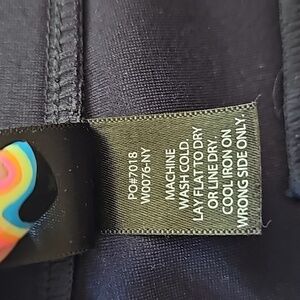 PO#7018
W0076-NY
MACHINE
WASH COLD.
LAY FLAT TO DRY
OR LINE DRY.
COOL IRON ON
WRONG SIDE ONLY.